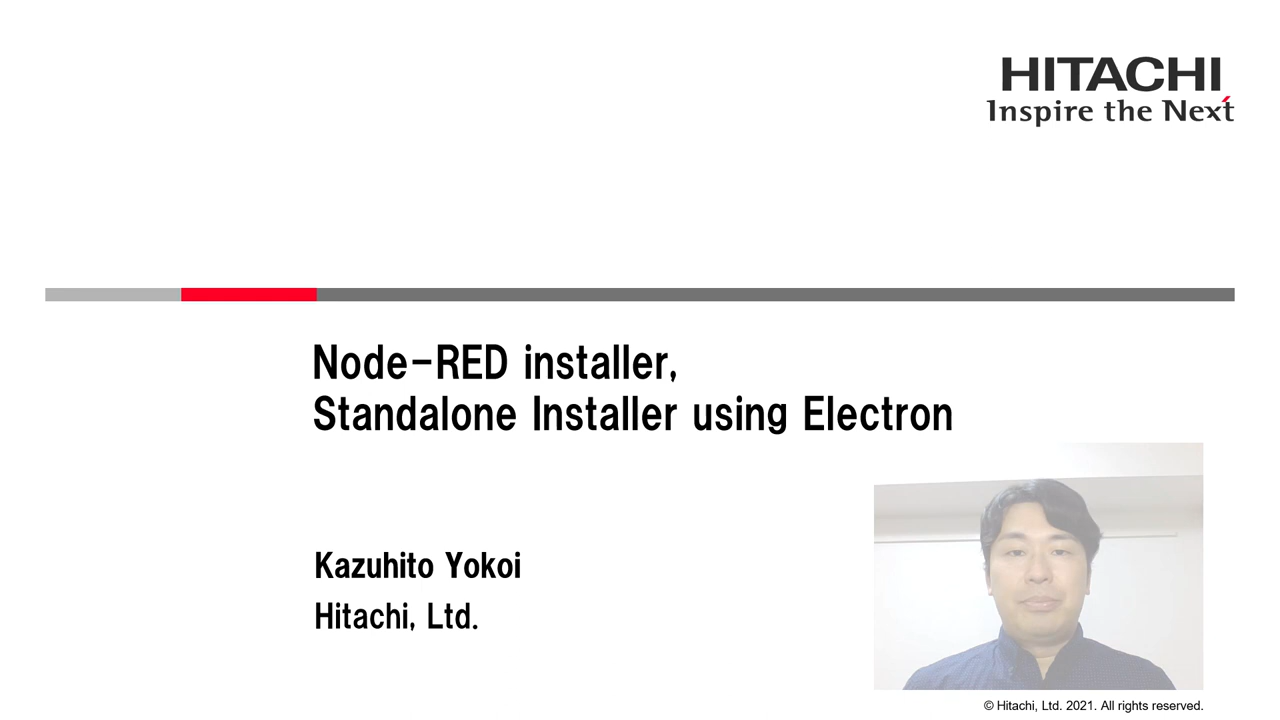 HITACHI
Inspire the Next
Node-RED installer,
Standalone Installer using Electron
Kazuhito Yokoi
Hitachi, Ltd.
© Hitachi, Ltd. 2021. All rights reserved.